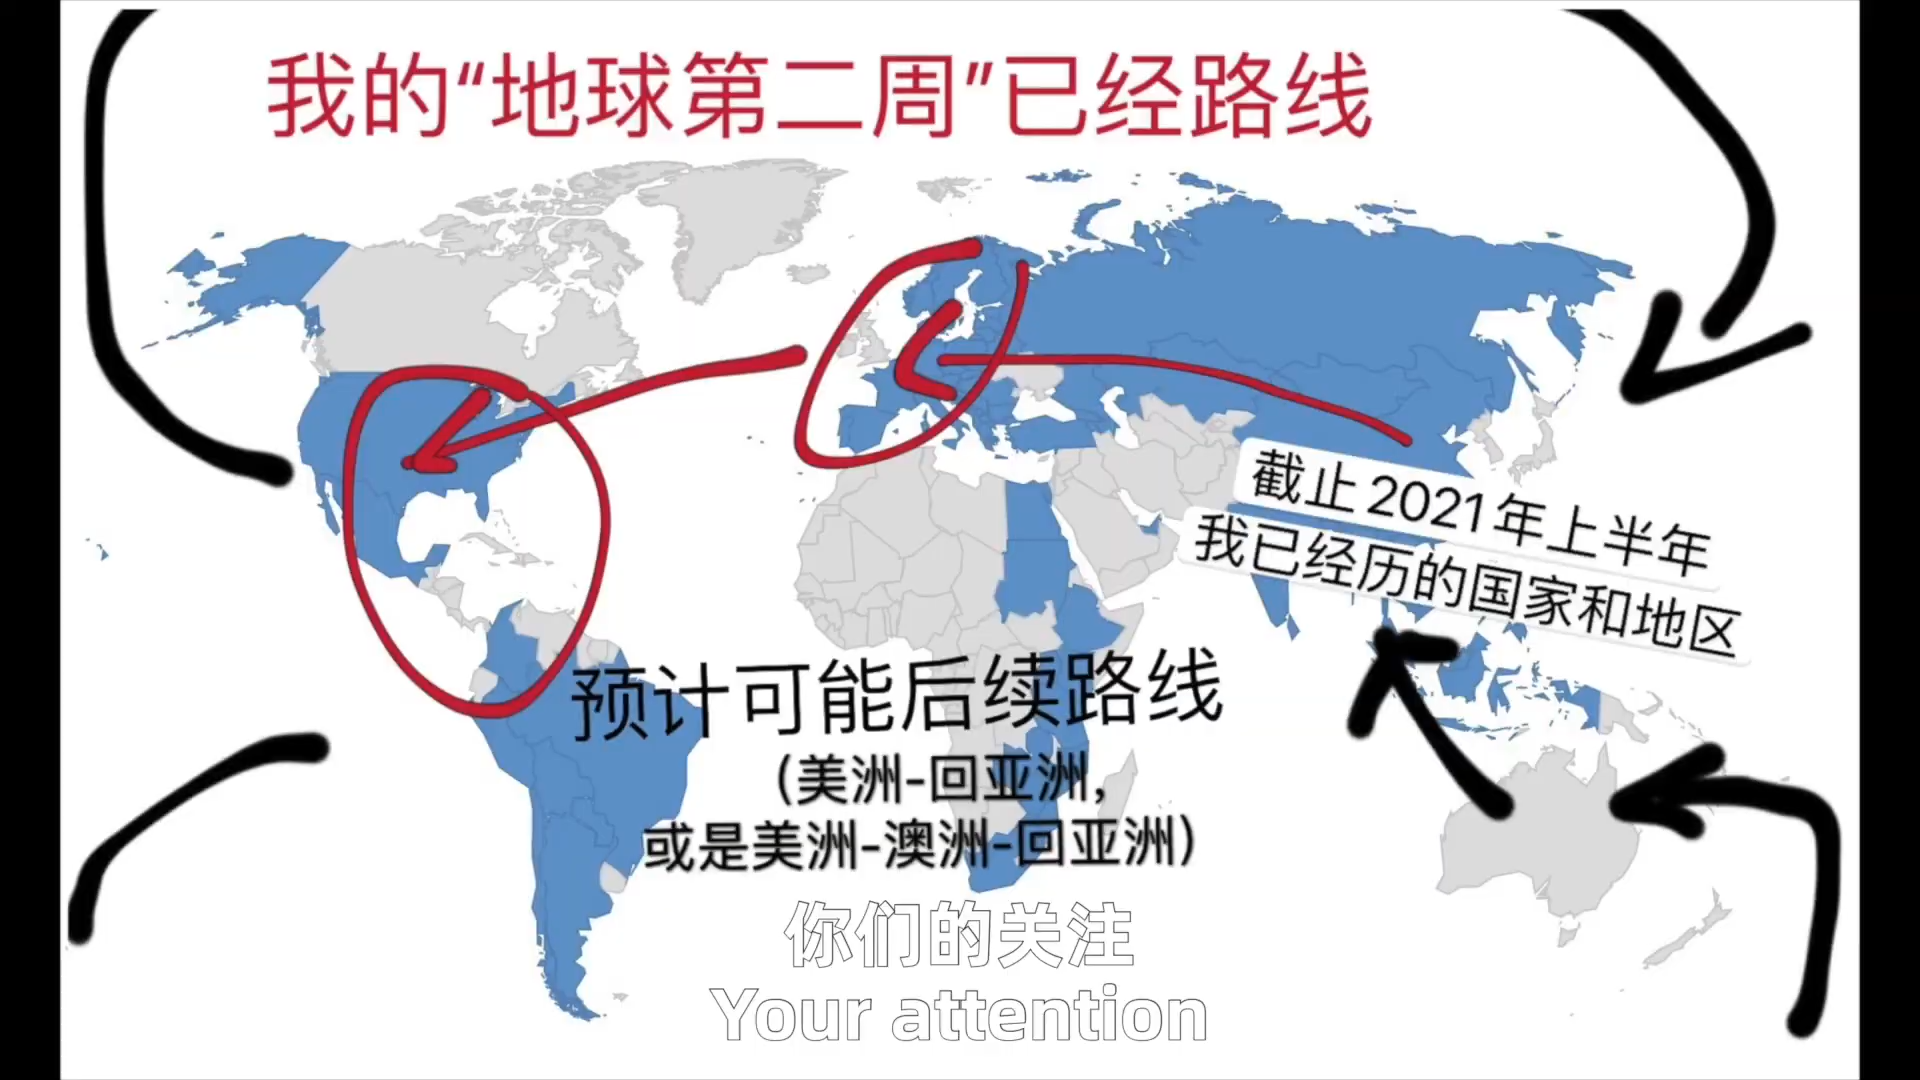 我的“地球第二周”已经路线
截止2021年上半年
我已经历的国家和地区
预计可能后续路线
(美洲-回亚洲,
或是美洲-澳洲-回亚洲)
你们的关注
Your attention